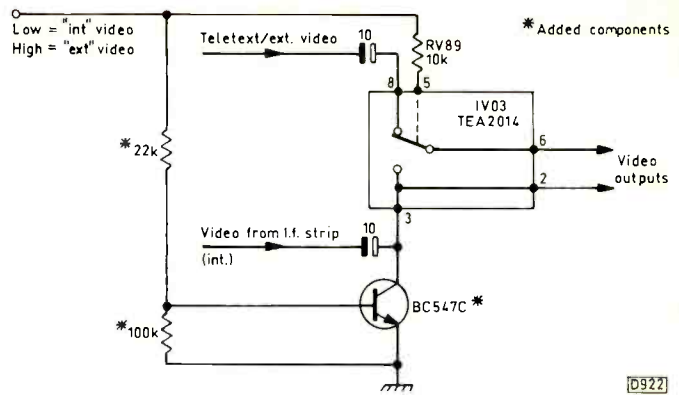 Low = "int" video
High = "ext" video
Teletext/ext. video
10
RV89
10k
* Added components
8
5
IV03
TEA2014
* 22k
6
Video
outputs
2
3
Video from I.f. strip
(int.)
10
BC547C *
* 100k
D922